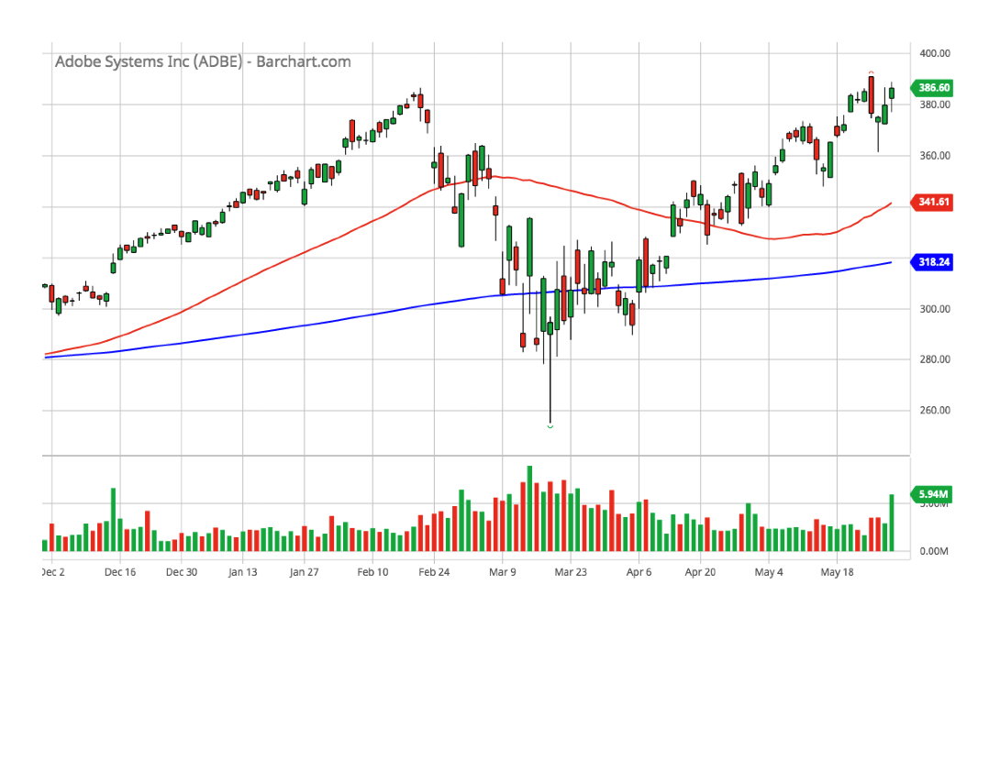 Adobe Systems Inc (ADBE) - Barchart.com
400.00
386.60
380.00
360.00
341.61
318.24
300.00
280.00
260.00
5.94M
0.00M
Dec 2 Dec 16 Dec 30 Jan 13 Jan 27 Feb 10 Feb 24 Mar 9 Mar 23 Apr 6 Apr 20 May 4 May 18